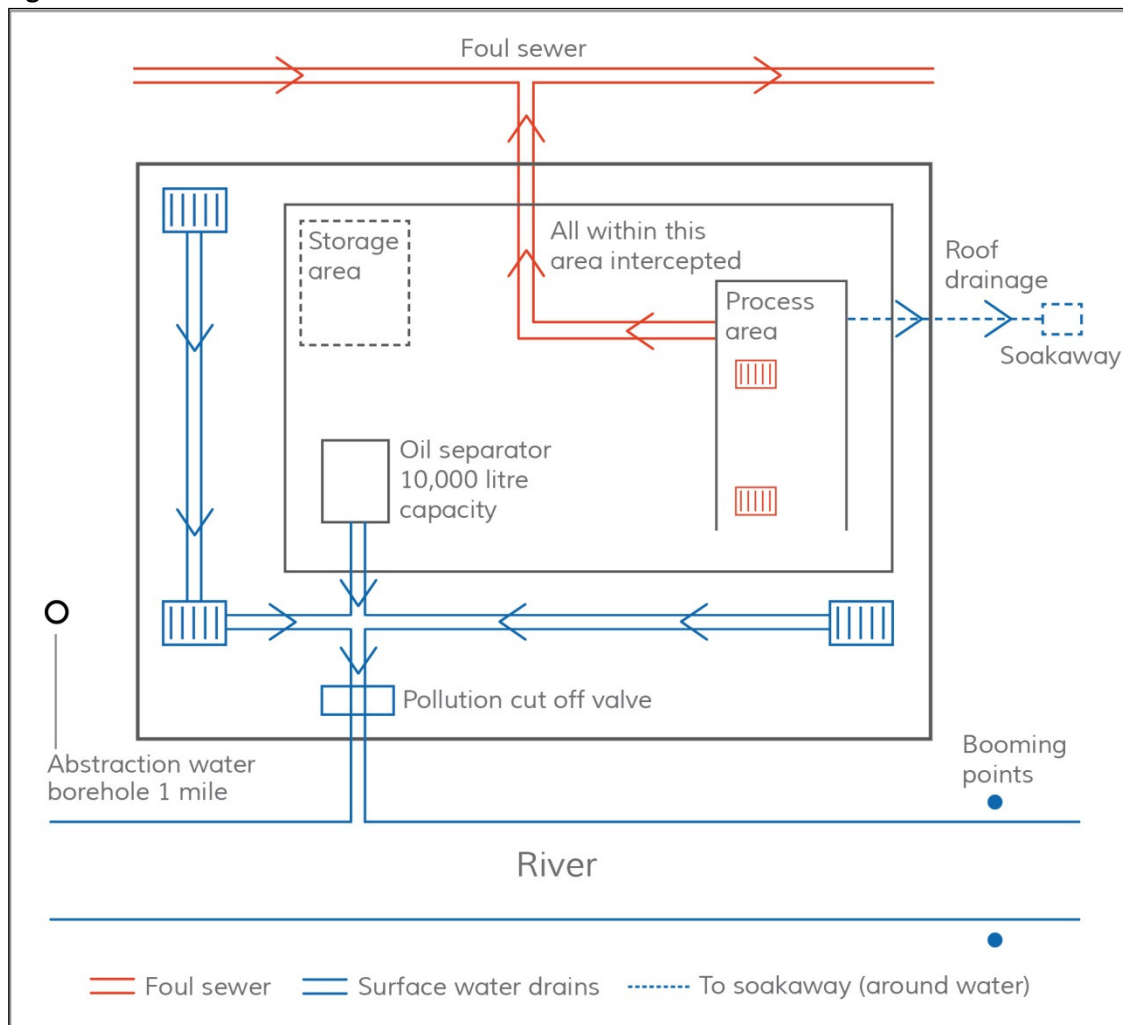 Foul sewer
Storage
area
All within this
area intercepted
Process
area
Roof
drainage
Soakaway
Oil separator
10,000 litre
capacity
Pollution cut off valve
Abstraction water
borehole 1 mile
Booming
points
River
Foul sewer
Surface water drains
To soakaway (around water)